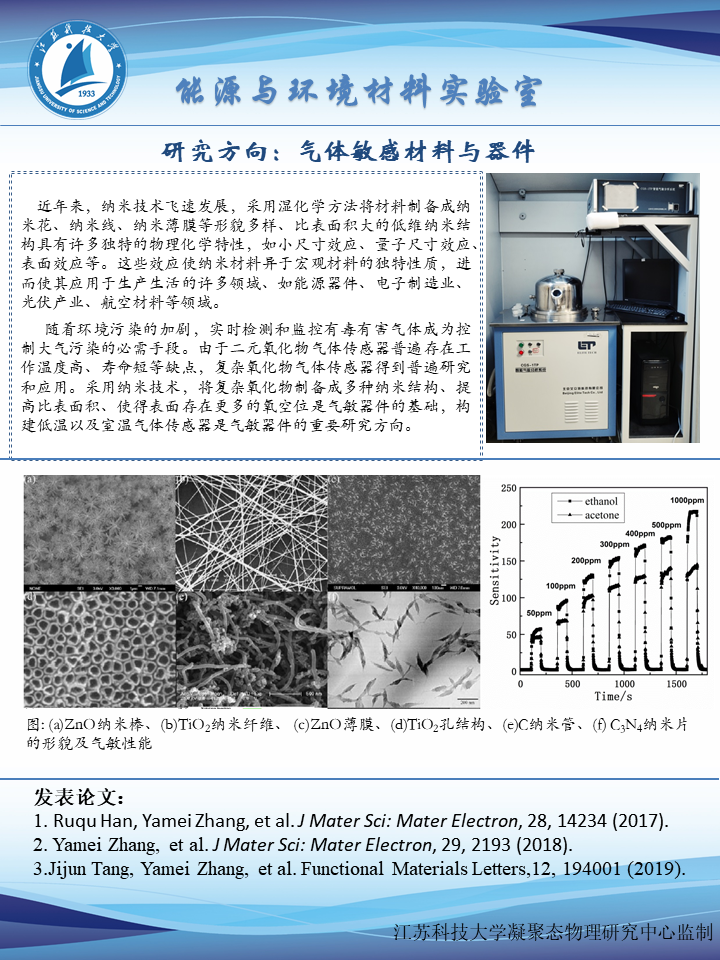 江苏科技大学
JIANGSU UNIVERSITY OF SCIENCE AND TECHNOLOGY
1933
能源与环境材料实验室
研究方向：气体敏感材料与器件
近年来，纳米技术飞速发展，采用湿化学方法将材料制备成纳
米花、纳米线、纳米薄膜等形貌多样、比表面积大的低维纳米结
构具有许多独特的物理化学特性，如小尺寸效应、量子尺寸效应、
表面效应等。这些效应使纳米材料异于宏观材料的独特性质，进
而使其应用于生产生活的许多领域、如能源器件、电子制造业、
光伏产业、航空材料等领域。
随着环境污染的加剧，实时检测和监控有毒有害气体成为控
制大气污染的必需手段。由于二元氧化物气体传感器普遍存在工
作温度高、寿命短等缺点，复杂氧化物气体传感器得到普遍研究
和应用。采用纳米技术，将复杂氧化物制备成多种纳米结构、提
高比表面积、使得表面存在更多的氧空位是气敏器件的基础，构
建低温以及室温气体传感器是气敏器件的重要研究方向。
(a)
(b)
(c)
(d)
(e)
Sensitivity
250
200
150
100
50
0
ethanol
acetone
50ppm
100ppm
200ppm
300ppm
400ppm
500ppm
1000ppm
0 500 1000 1500
Time/s
图: (a)ZnO纳米棒、(b)TiO₂纳米纤维、 (c)ZnO薄膜、(d)TiO₂孔结构、(e)C纳米管、(f) C₃N₄纳米片
的形貌及气敏性能
发表论文：
1. Ruqu Han, Yamei Zhang, et al. J Mater Sci: Mater Electron, 28, 14234 (2017).
2. Yamei Zhang, et al. J Mater Sci: Mater Electron, 29, 2193 (2018).
3.Jijun Tang, Yamei Zhang, et al. Functional Materials Letters,12, 194001 (2019).
江苏科技大学凝聚态物理研究中心监制